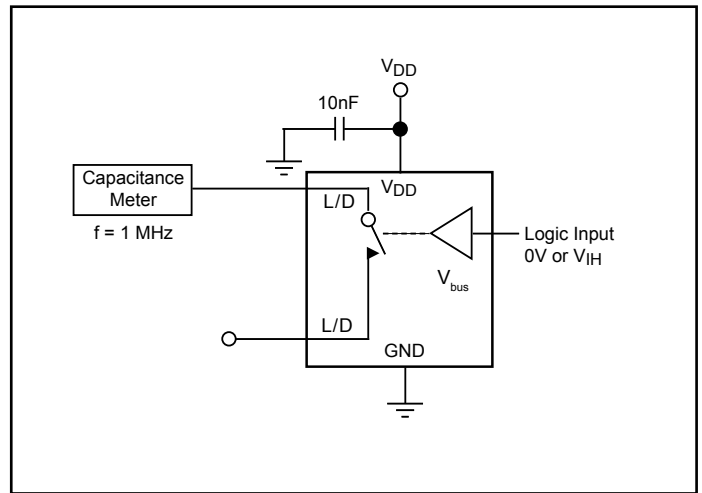 VDD
10nF
Capacitance
Meter
f = 1 MHz
VDD
L/D
Logic Input
0V or VIH
Vbus
L/D
GND